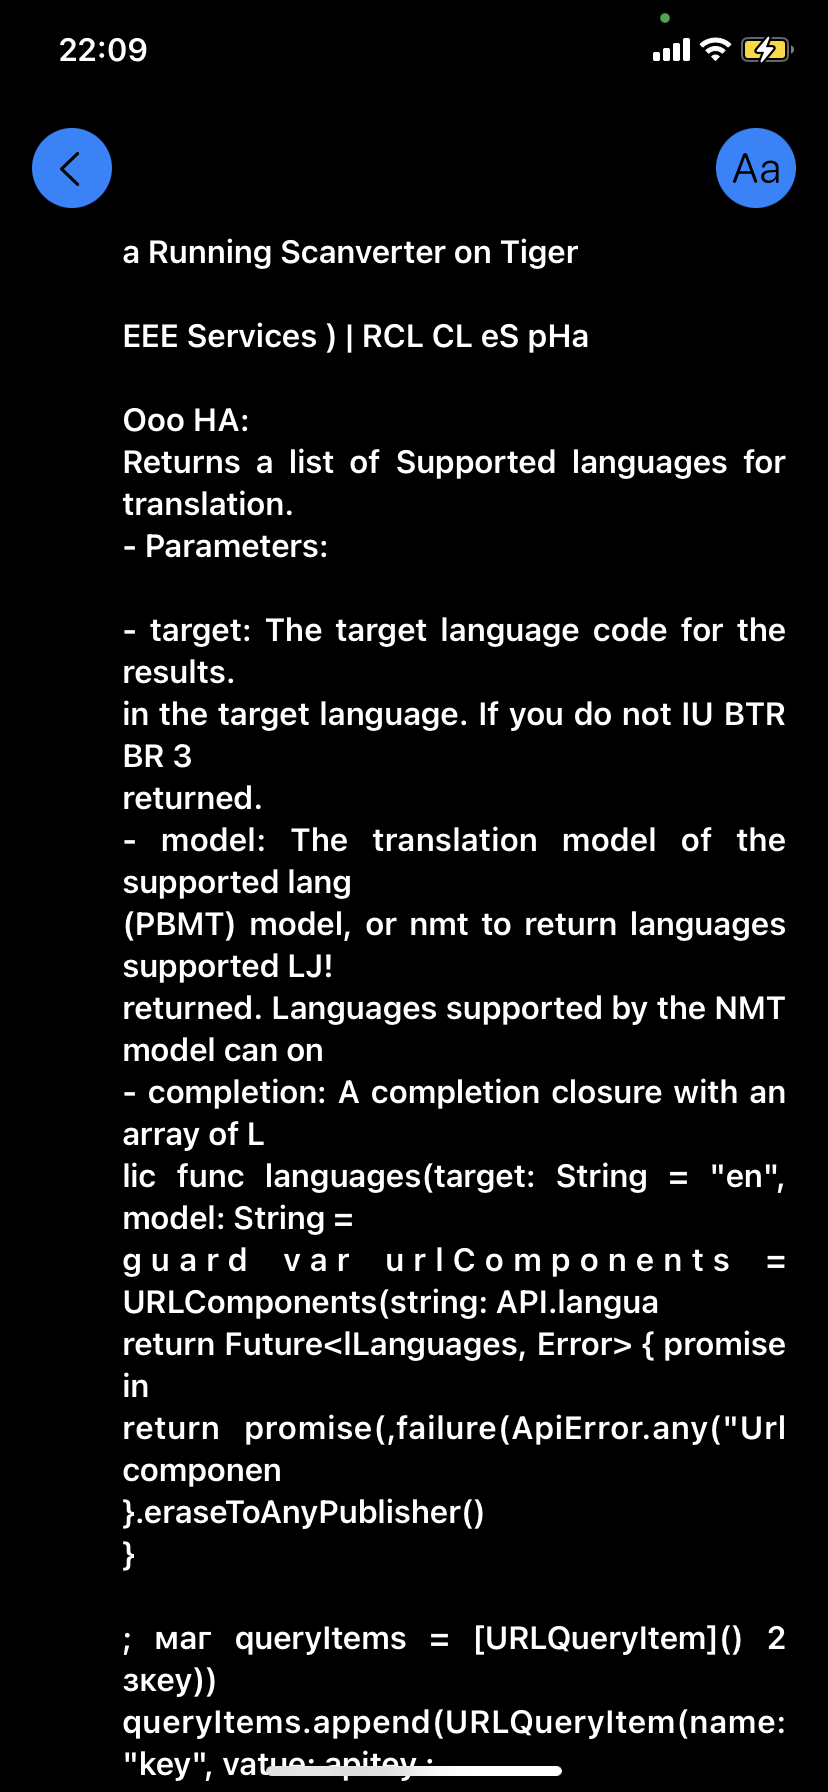 22:09
Aa
a Running Scanverter on Tiger
EEE Services ) | RCL CL eS pHa
Ooo HA:
Returns a list of Supported languages for
translation.
- Parameters:
- target: The target language code for the
results.
in the target language. If you do not IU BTR
BR 3
returned.
- model: The translation model of the
supported lang
(PBMT) model, or nmt to return languages
supported LJ!
returned. Languages supported by the NMT
model can on
- completion: A completion closure with an
array of L
lic func languages(target: String = "en",
model: String =
guard var urlComponents =
URLComponents(string: API.langua
return Future<lLanguages, Error> { promise
in
return promise(,failure(ApiError.any("Url
componen
}.eraseToAnyPublisher()
}
; маг queryItems = [URLQueryItem]() 2
зкеу))
queryItems.append(URLQueryItem(name:
"key", vatue: apitey :